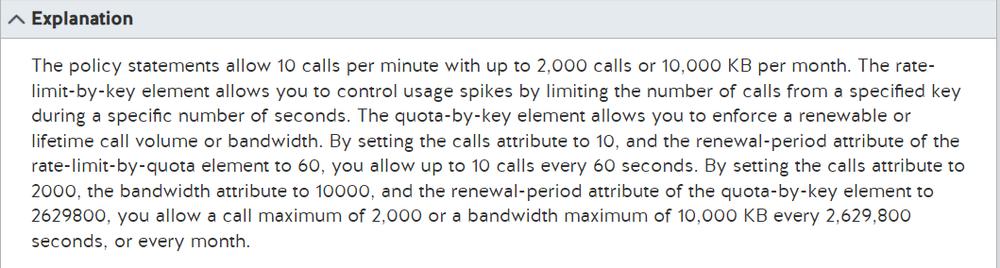 Explanation
The policy statements allow 10 calls per minute with up to 2,000 calls or 10,000 KB per month. The rate-
limit-by-key element allows you to control usage spikes by limiting the number of calls from a specified key
during a specific number of seconds. The quota-by-key element allows you to enforce a renewable or
lifetime call volume or bandwidth. By setting the calls attribute to 10, and the renewal-period attribute of the
rate-limit-by-quota element to 60, you allow up to 10 calls every 60 seconds. By setting the calls attribute to
2000, the bandwidth attribute to 10000, and the renewal-period attribute of the quota-by-key element to
2629800, you allow a call maximum of 2,000 or a bandwidth maximum of 10,000 KB every 2,629,800
seconds, or every month.